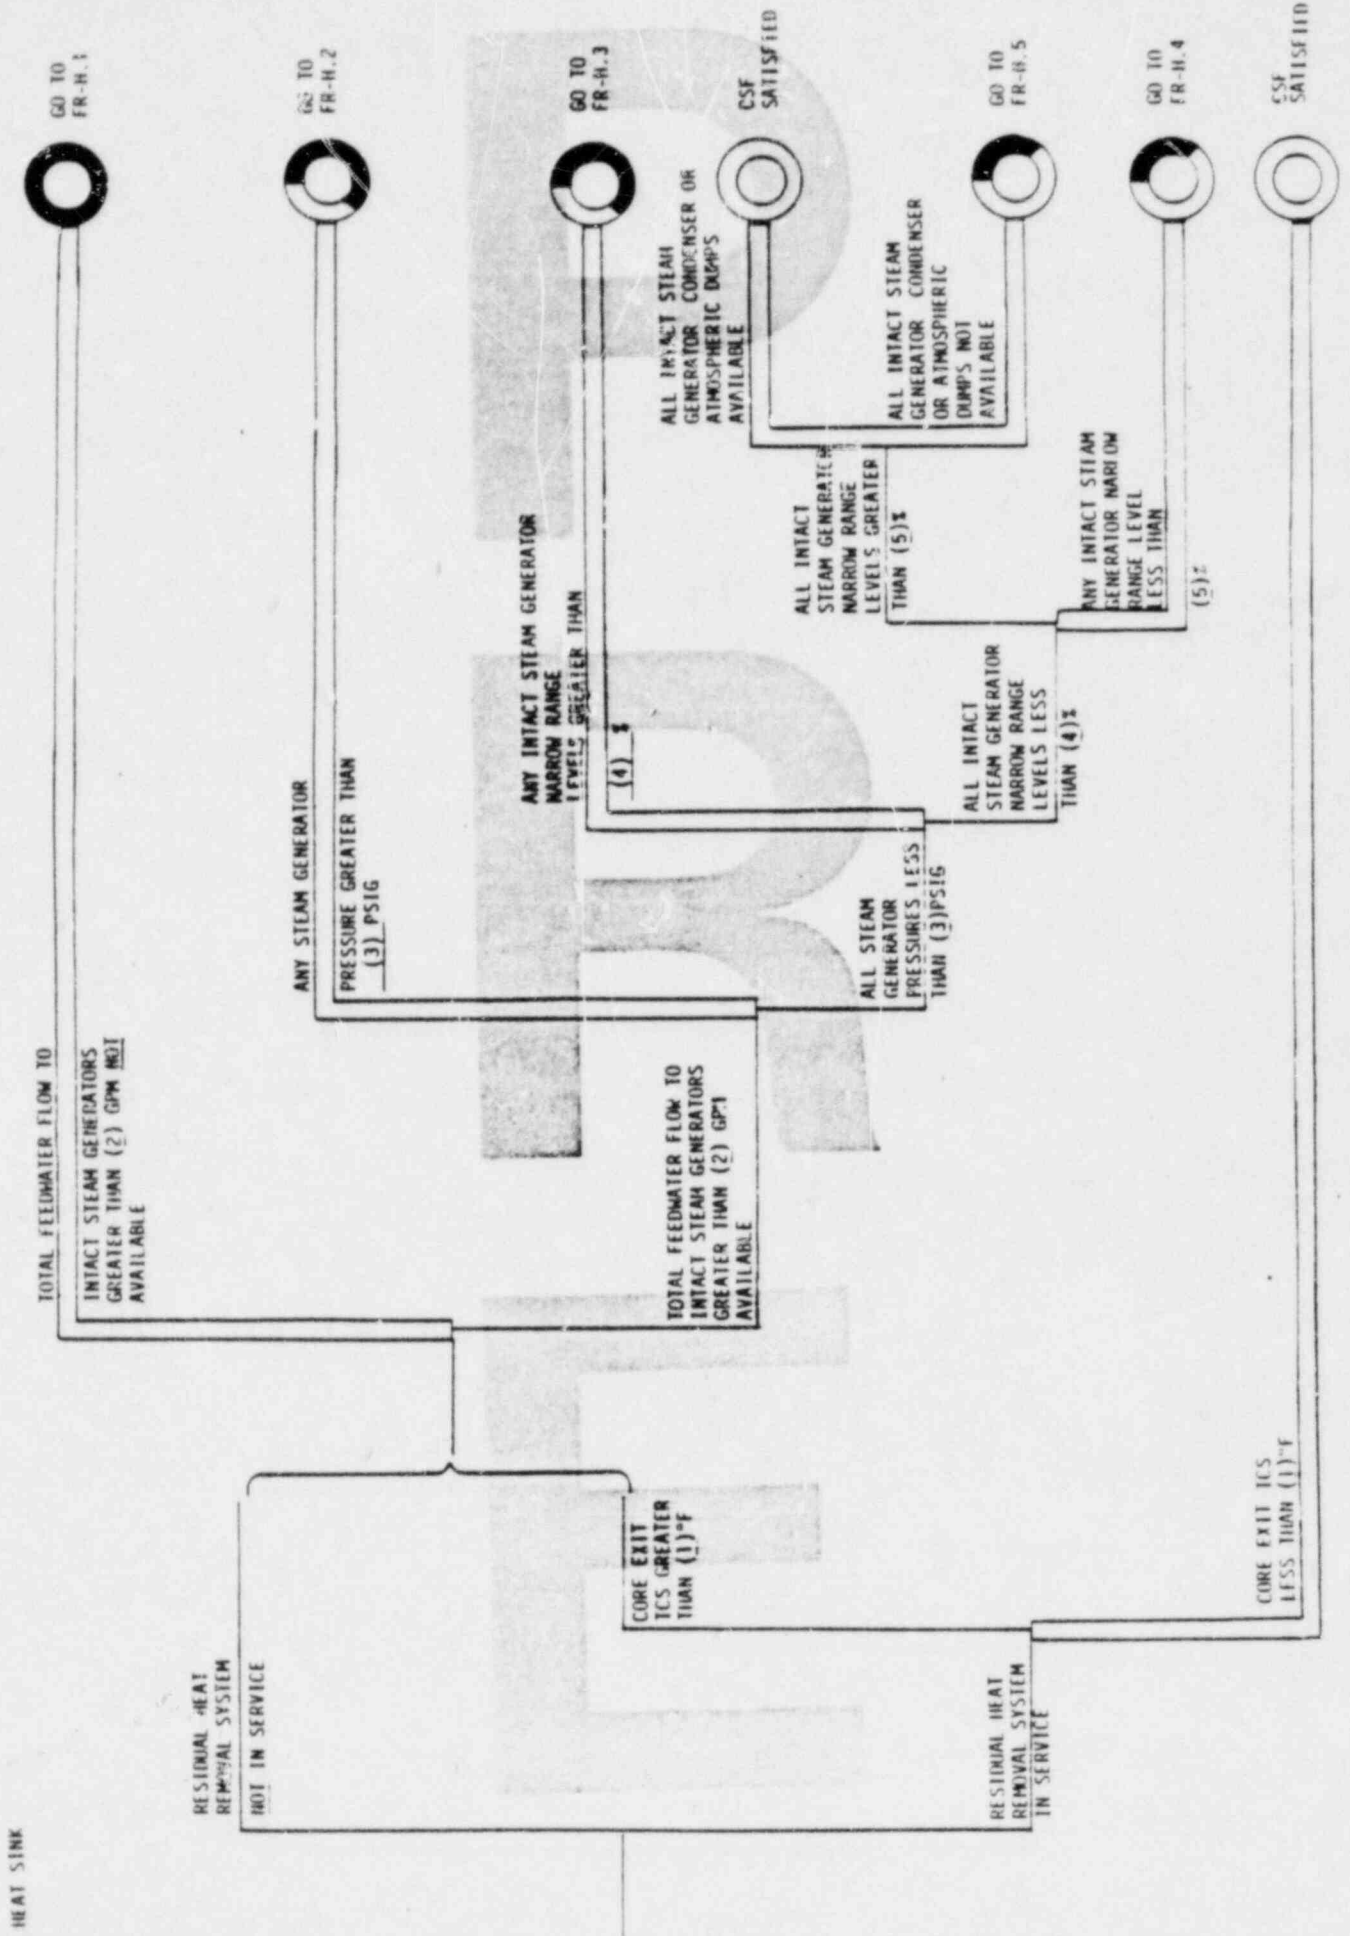 HEAT SINK
RESIDUAL HEAT
REMOVAL SYSTEM
NOT IN SERVICE
RESIDUAL HEAT
REMOVAL SYSTEM
IN SERVICE
CORE EXIT
TCS GREATER
THAN (1)°F
CORE EXIT TCS
LESS THAN (1)°F
TOTAL FEEDWATER FLOW TO
INTACT STEAM GENERATORS
GREATER THAN (2) GPM NOT
AVAILABLE
TOTAL FEEDWATER FLOW TO
INTACT STEAM GENERATORS
GREATER THAN (2) GPM
AVAILABLE
ANY STEAM GENERATOR
PRESSURE GREATER THAN
(3) PSIG
ALL STEAM
GENERATOR
PRESSURES LESS
THAN (3)PSIG
ANY INTACT STEAM GENERATOR
NARROW RANGE
LEVELS GREATER THAN
(4) %
ALL INTACT
STEAM GENERATOR
NARROW RANGE
LEVELS LESS
THAN (4)%
ALL INTACT
STEAM GENERATOR
NARROW RANGE
LEVELS GREATER
THAN (5)%
ANY INTACT STEAM
GENERATOR NARROW
RANGE LEVEL
LESS THAN
(5)%
ALL INTACT STEAM
GENERATOR CONDENSER OR
ATMOSPHERIC DUMPS
AVAILABLE
ALL INTACT STEAM
GENERATOR CONDENSER
OR ATMOSPHERIC
DUMPS NOT
AVAILABLE
GO TO
FR-H.1
GO TO
FR-H.2
GO TO
FR-H.3
CSF
SATISFIED
GO TO
FR-H.5
GO TO
FR-H.4
CSF
SATISFIED